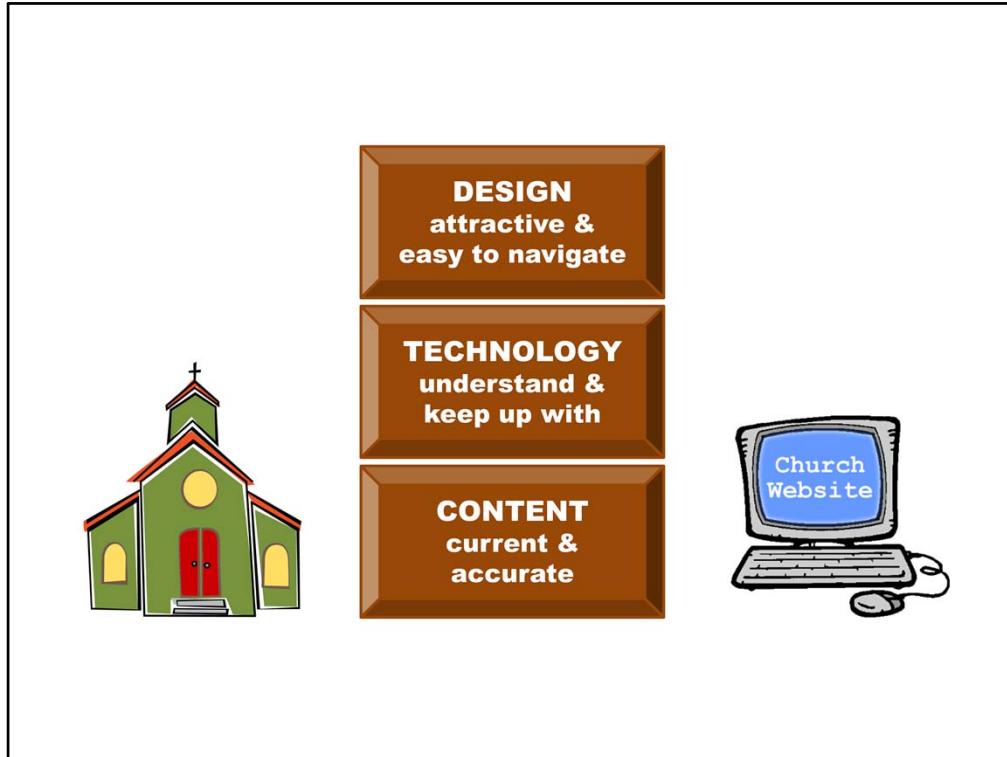 DESIGN
attractive &
easy to navigate
TECHNOLOGY
understand &
keep up with
CONTENT
current &
accurate
Church
Website